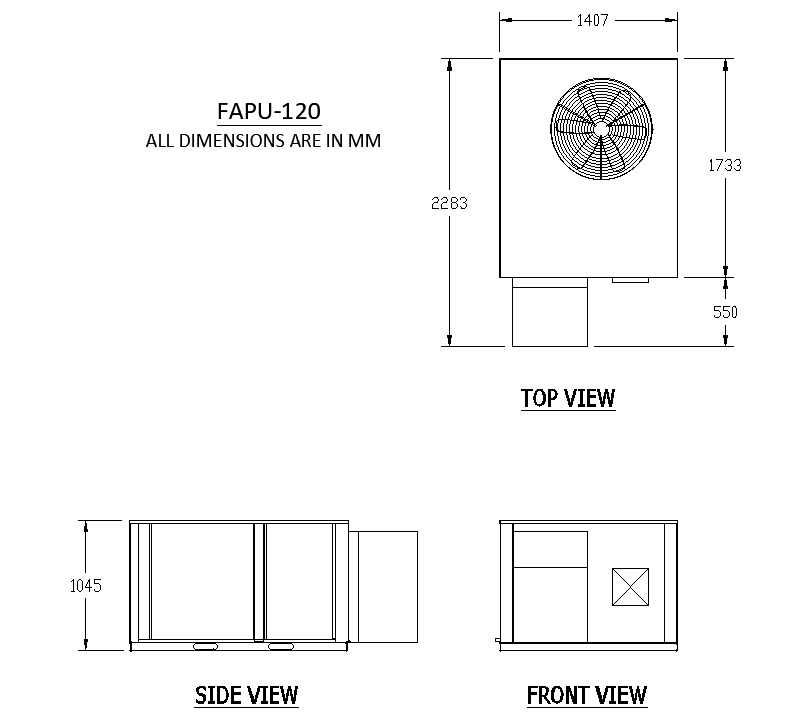 1407
FAPU-120
ALL DIMENSIONS ARE IN MM
1733
2283
550
TOP VIEW
1045
SIDE VIEW
FRONT VIEW